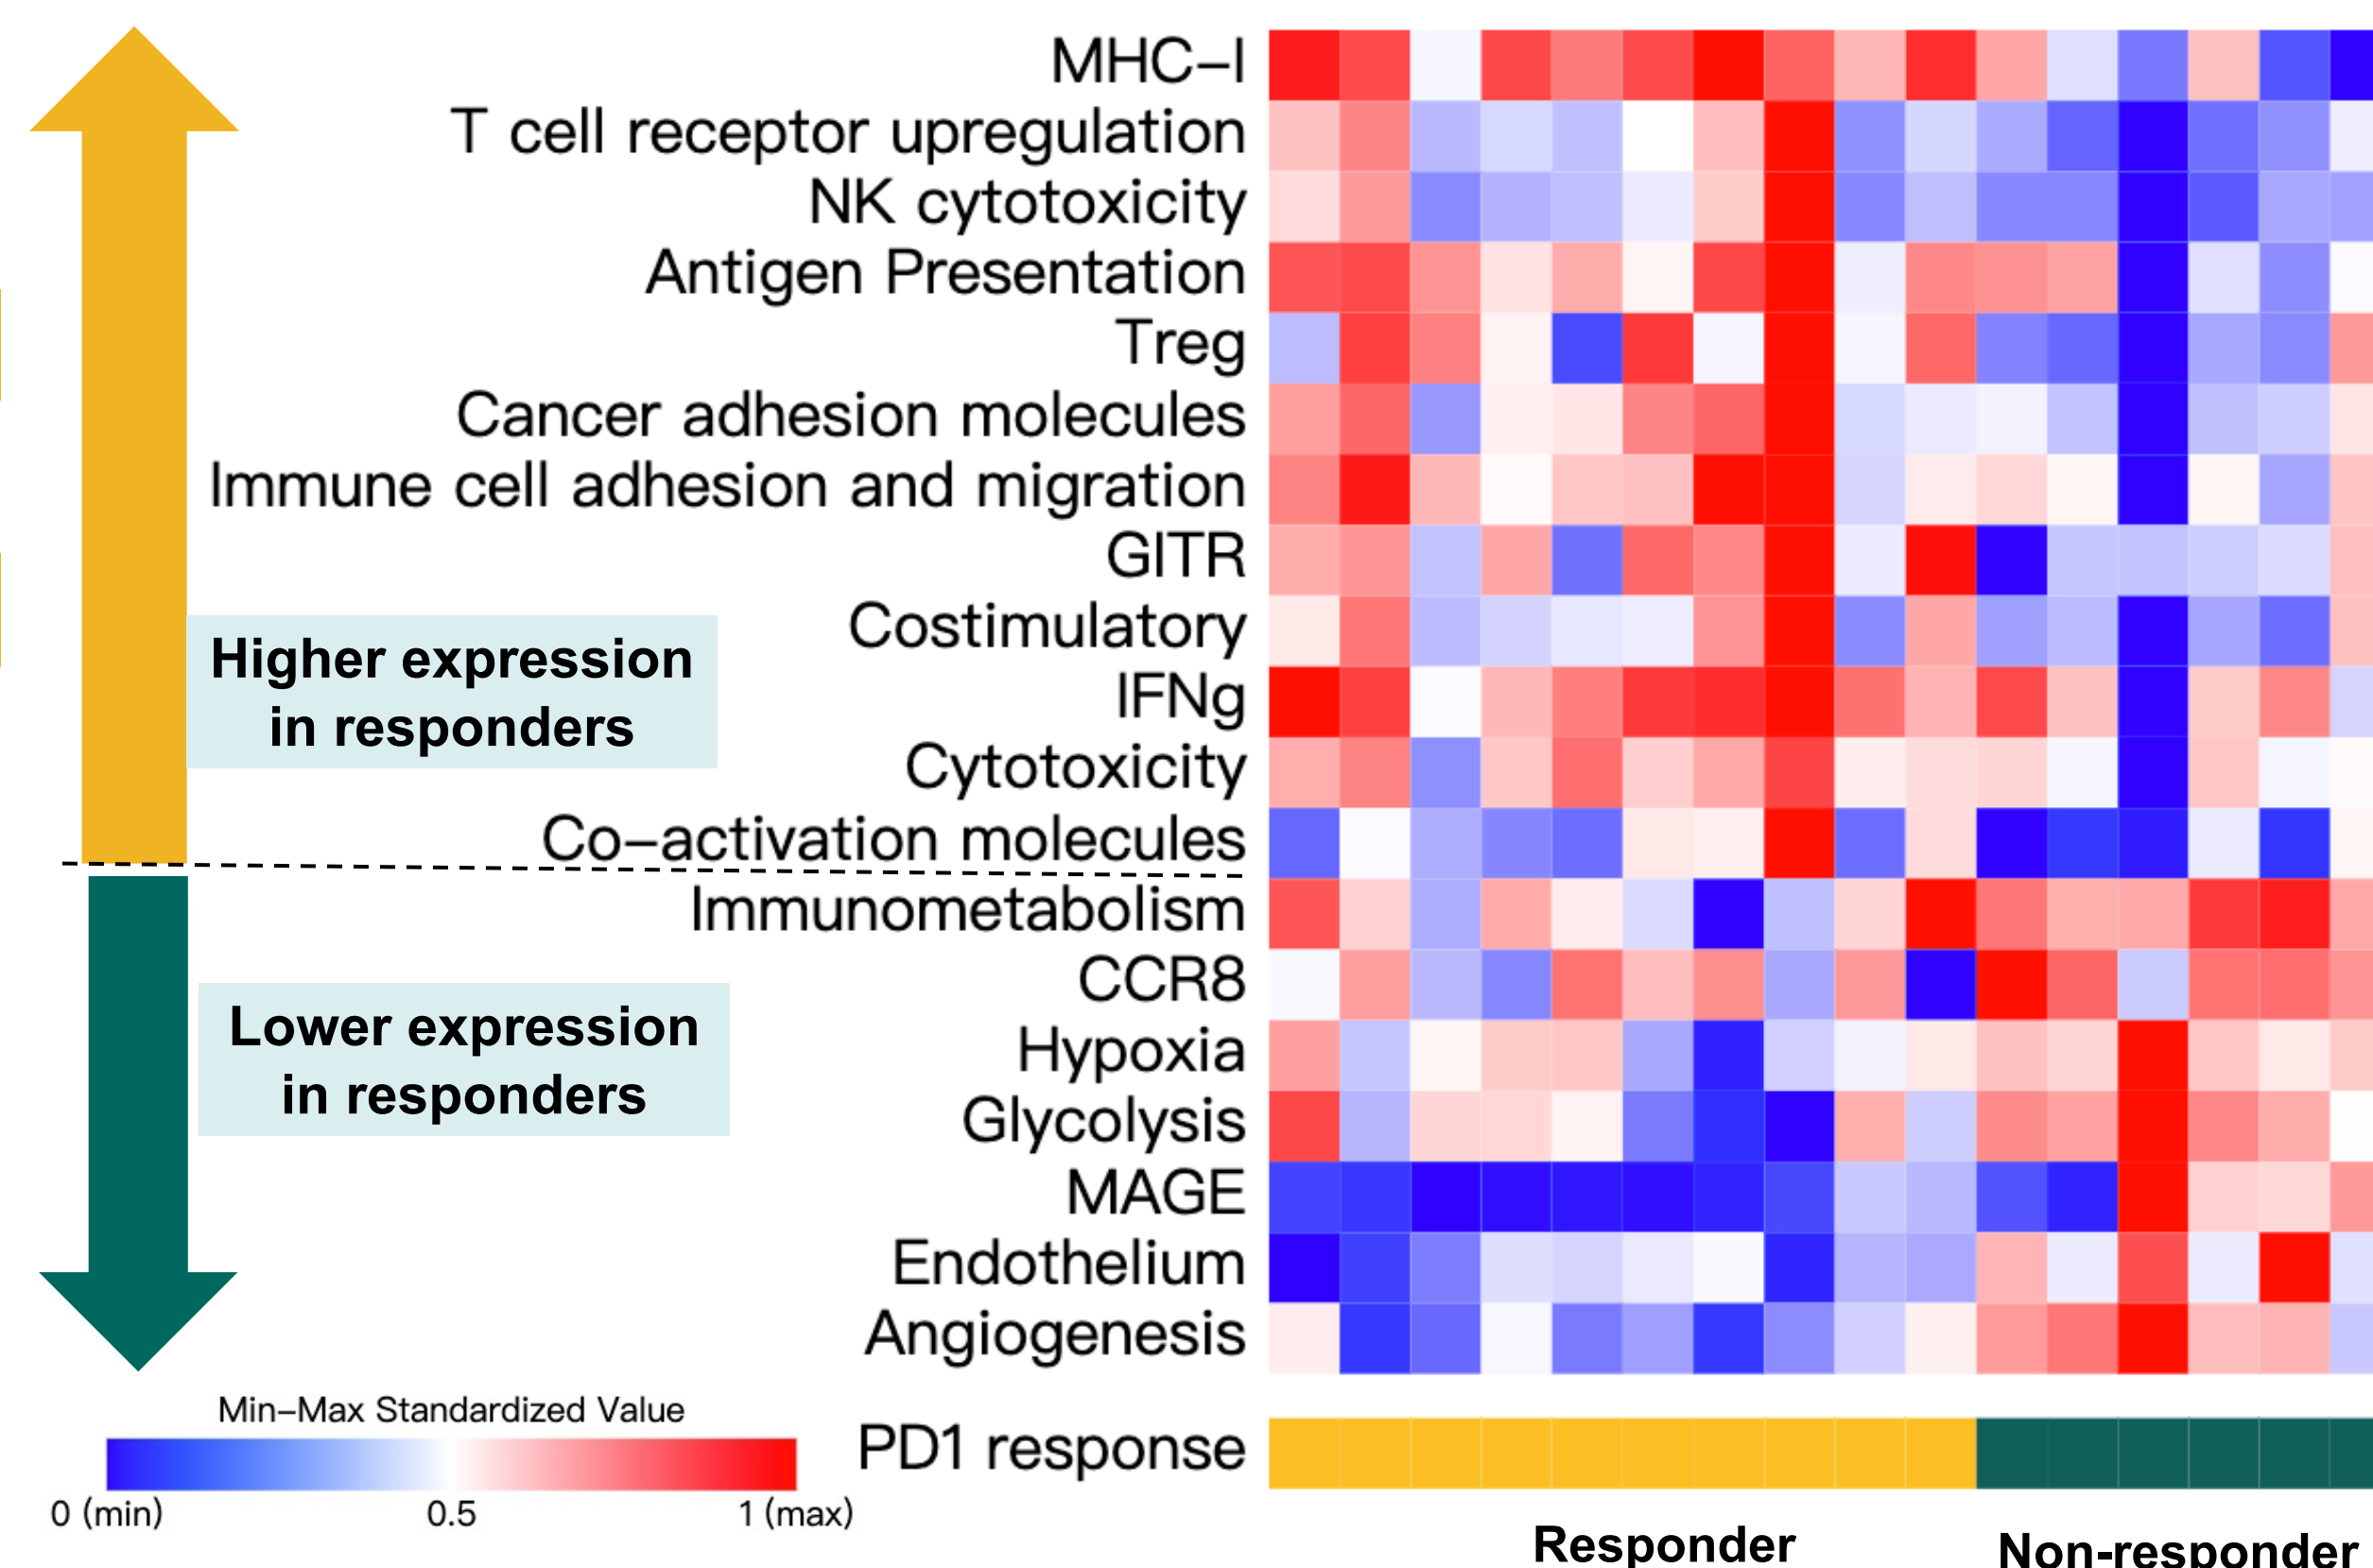 MHC-I
T cell receptor upregulation
NK cytotoxicity
Antigen Presentation
Treg
Cancer adhesion molecules
Immune cell adhesion and migration
GITR
Costimulatory
IFNg
Cytotoxicity
Co-activation molecules
Immunometabolism
CCR8
Hypoxia
Glycolysis
MAGE
Endothelium
Angiogenesis
PD1 response
Higher expression
in responders
Lower expression
in responders
Min-Max Standardized Value
0 (min) 0.5 1 (max)
Responder Non-responder